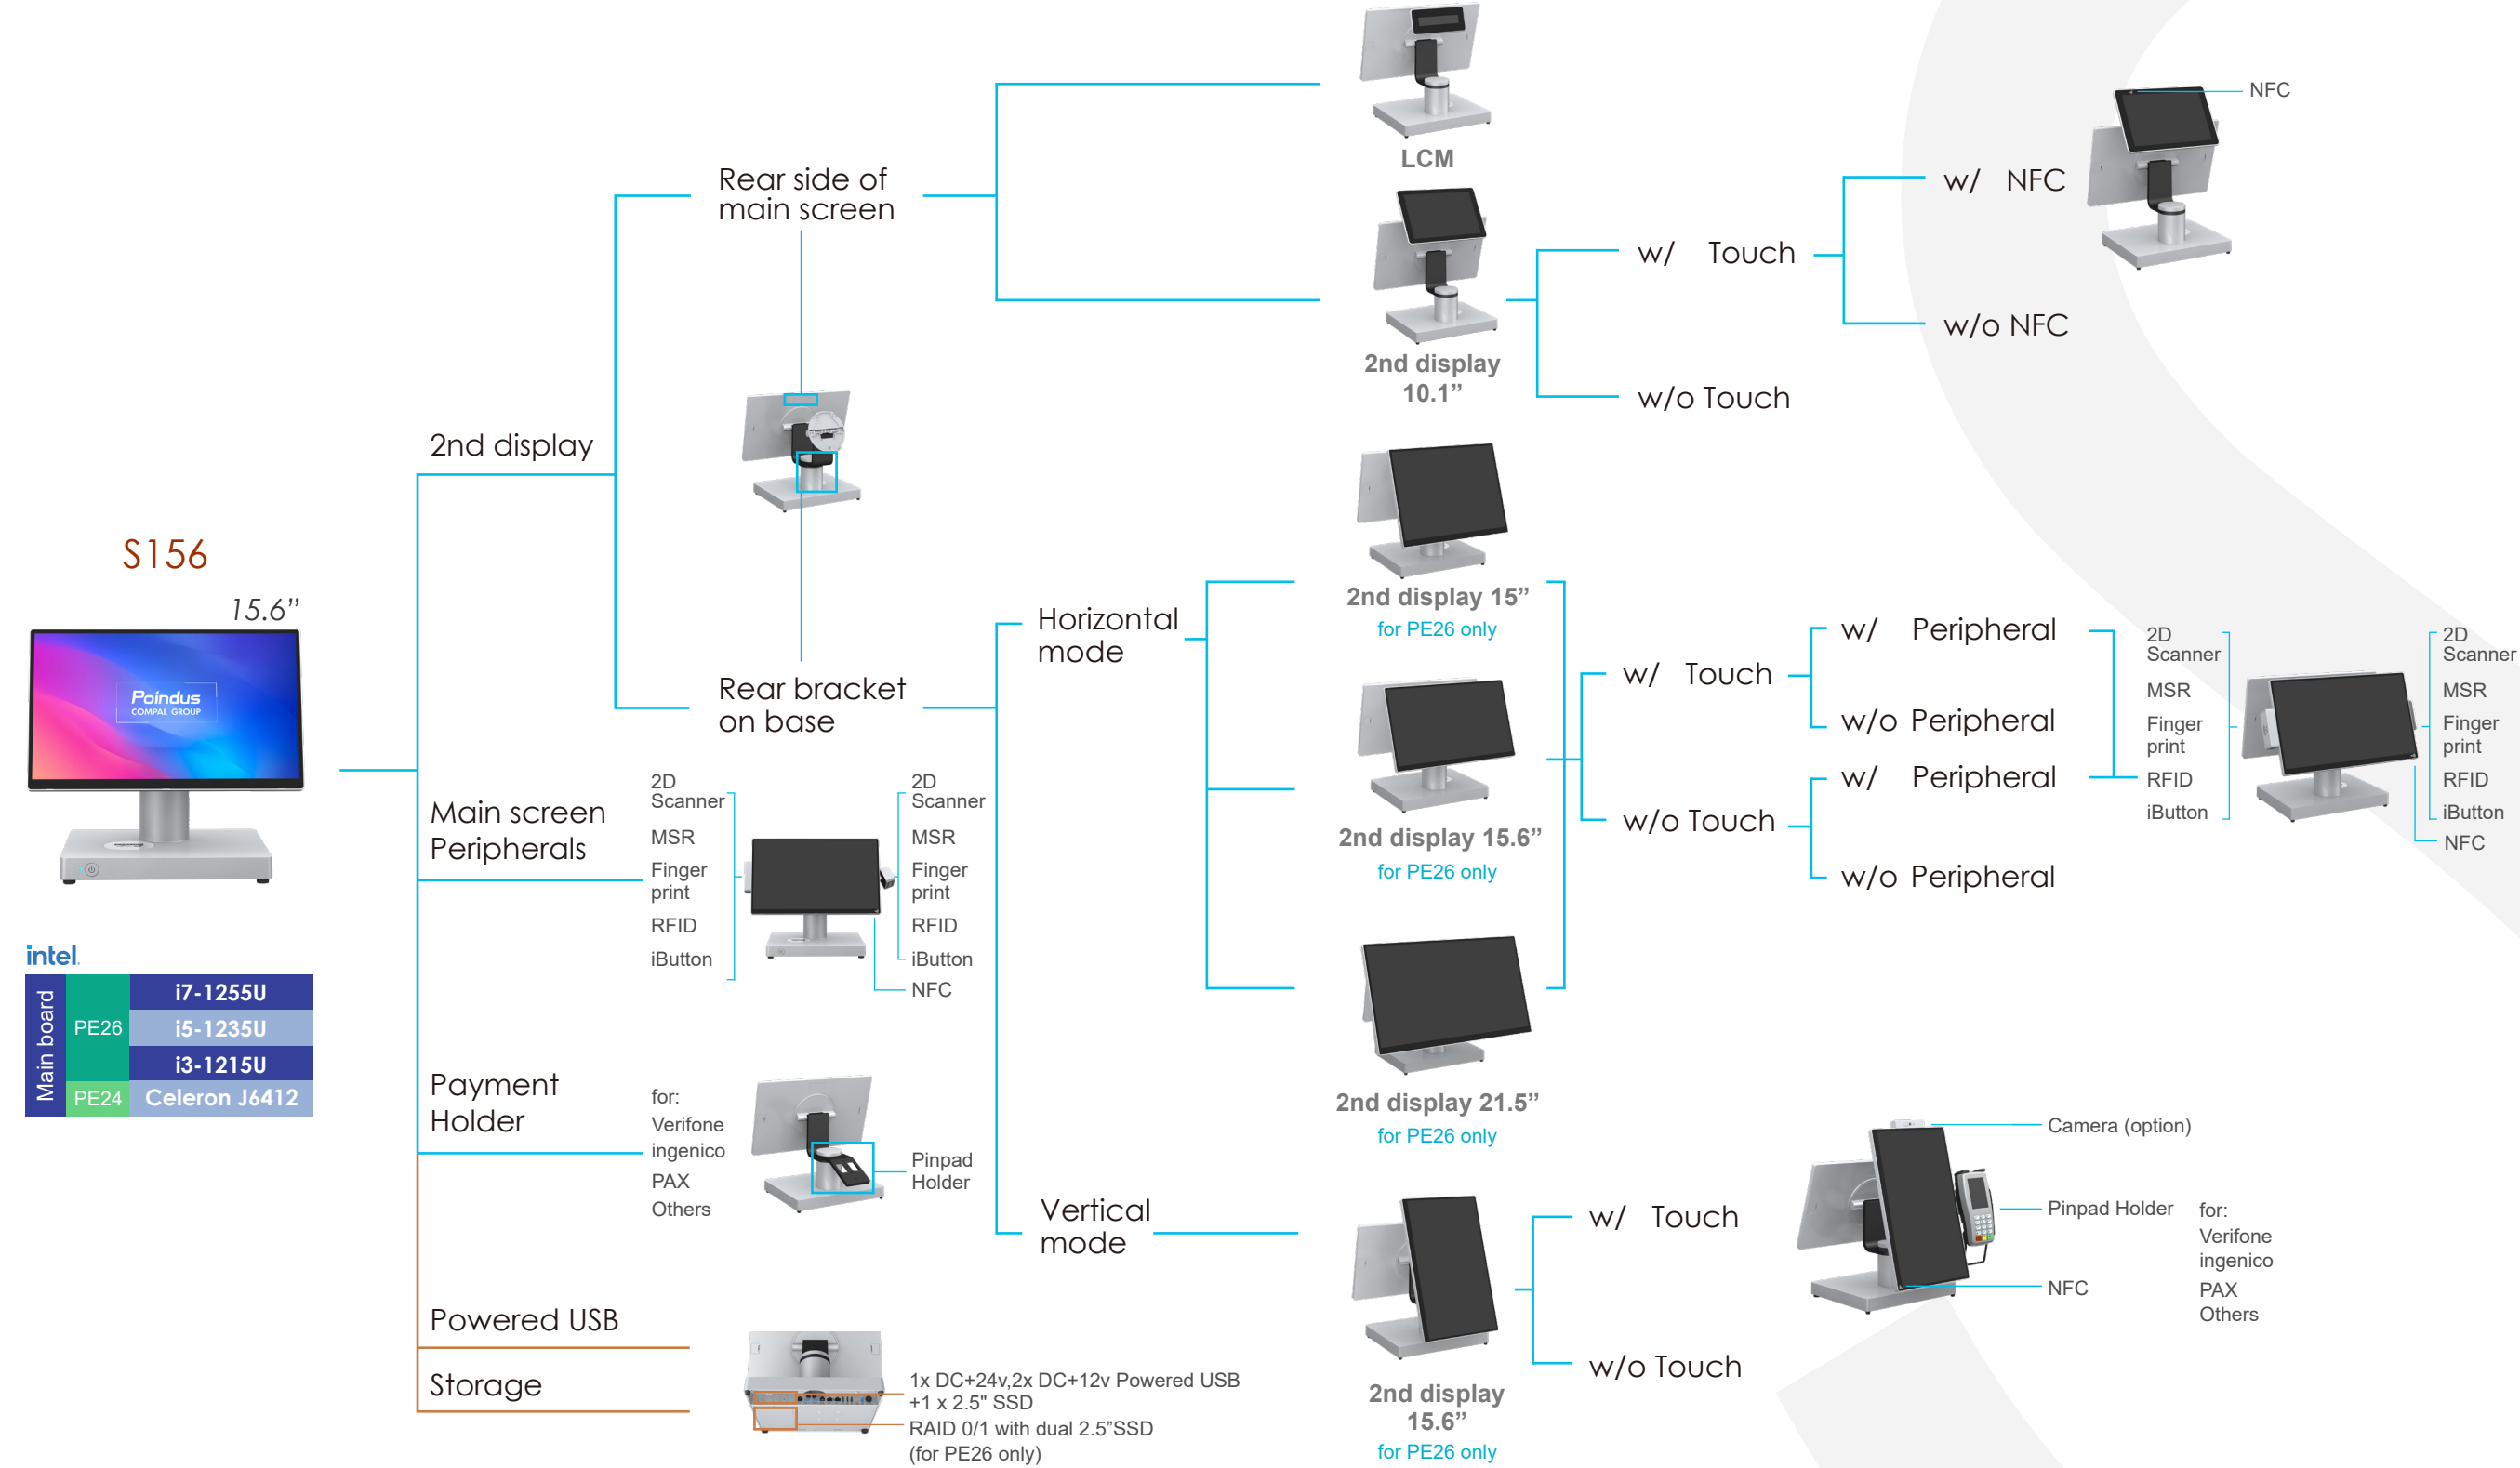 S156
15.6”
Poindus
COMPAL GROUP
intel.
Main board
PE26
i7-1255U
i5-1235U
i3-1215U
PE24
Celeron J6412
2nd display
Rear side of
main screen
Rear bracket
on base
LCM
2nd display
10.1”
w/ Touch
w/o Touch
w/ NFC
w/o NFC
NFC
Horizontal
mode
2nd display 15”
for PE26 only
2nd display 15.6”
for PE26 only
2nd display 21.5”
for PE26 only
w/ Touch
w/o Touch
w/ Peripheral
w/o Peripheral
w/ Peripheral
w/o Peripheral
2D
Scanner
MSR
Finger
print
RFID
iButton
2D
Scanner
MSR
Finger
print
RFID
iButton
NFC
Vertical
mode
2nd display
15.6”
for PE26 only
w/ Touch
w/o Touch
Camera (option)
Pinpad Holder
for:
Verifone
ingenico
PAX
Others
NFC
Main screen
Peripherals
2D
Scanner
MSR
Finger
print
RFID
iButton
2D
Scanner
MSR
Finger
print
RFID
iButton
NFC
Payment
Holder
for:
Verifone
ingenico
PAX
Others
Pinpad
Holder
Powered USB
Storage
1x DC+24v,2x DC+12v Powered USB
+1 x 2.5" SSD
RAID 0/1 with dual 2.5”SSD
(for PE26 only)